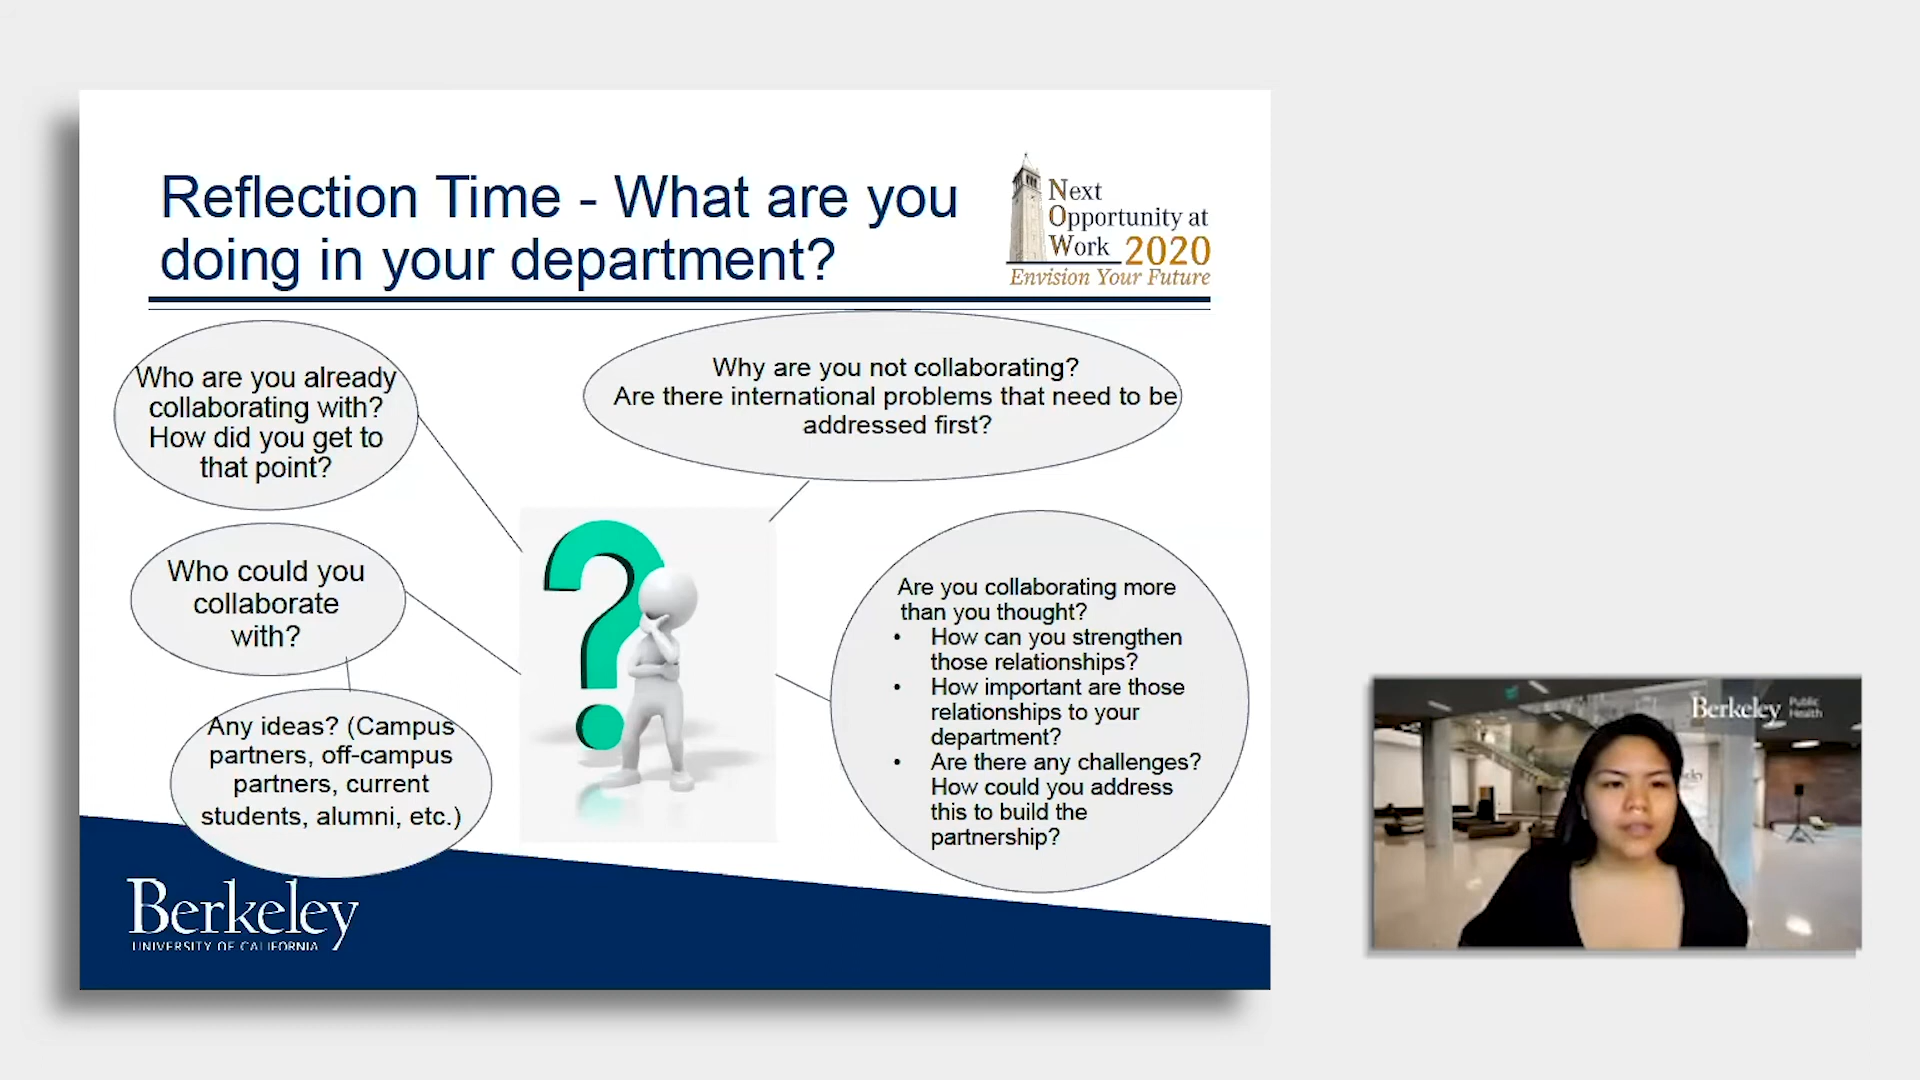 Reflection Time - What are you
doing in your department?
Next
Opportunity at
Work 2020
Envision Your Future
Who are you already
collaborating with?
How did you get to
that point?
Why are you not collaborating?
Are there international problems that need to be
addressed first?
Who could you
collaborate
with?
Any ideas? (Campus
partners, off-campus
partners, current
students, alumni, etc.)
Are you collaborating more
than you thought?
• How can you strengthen
those relationships?
• How important are those
relationships to your
department?
• Are there any challenges?
How could you address
this to build the
partnership?
Berkeley
UNIVERSITY OF CALIFORNIA
Berkeley Public
Health